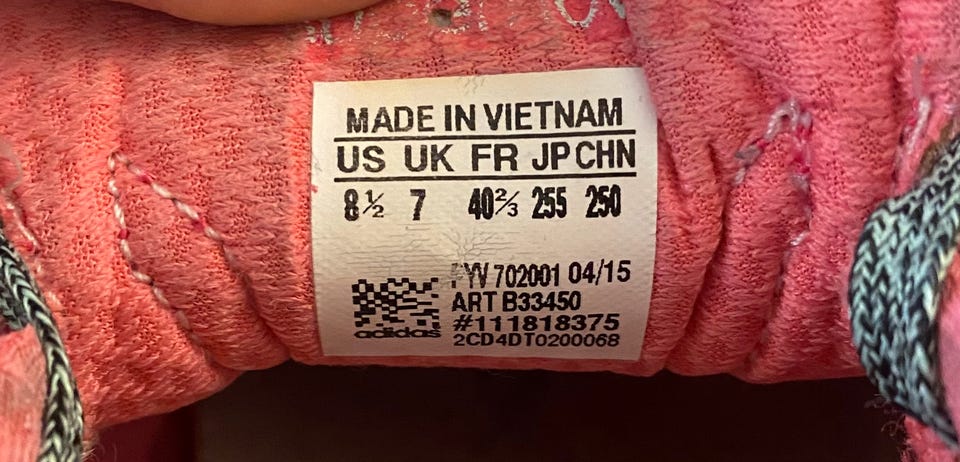 MADE IN VIETNAM
US UK FR JP CHN
8½ 7 40⅔ 255 250
702001 04/15
ART B33450
#111818375
adidas
2CD4DT0200068